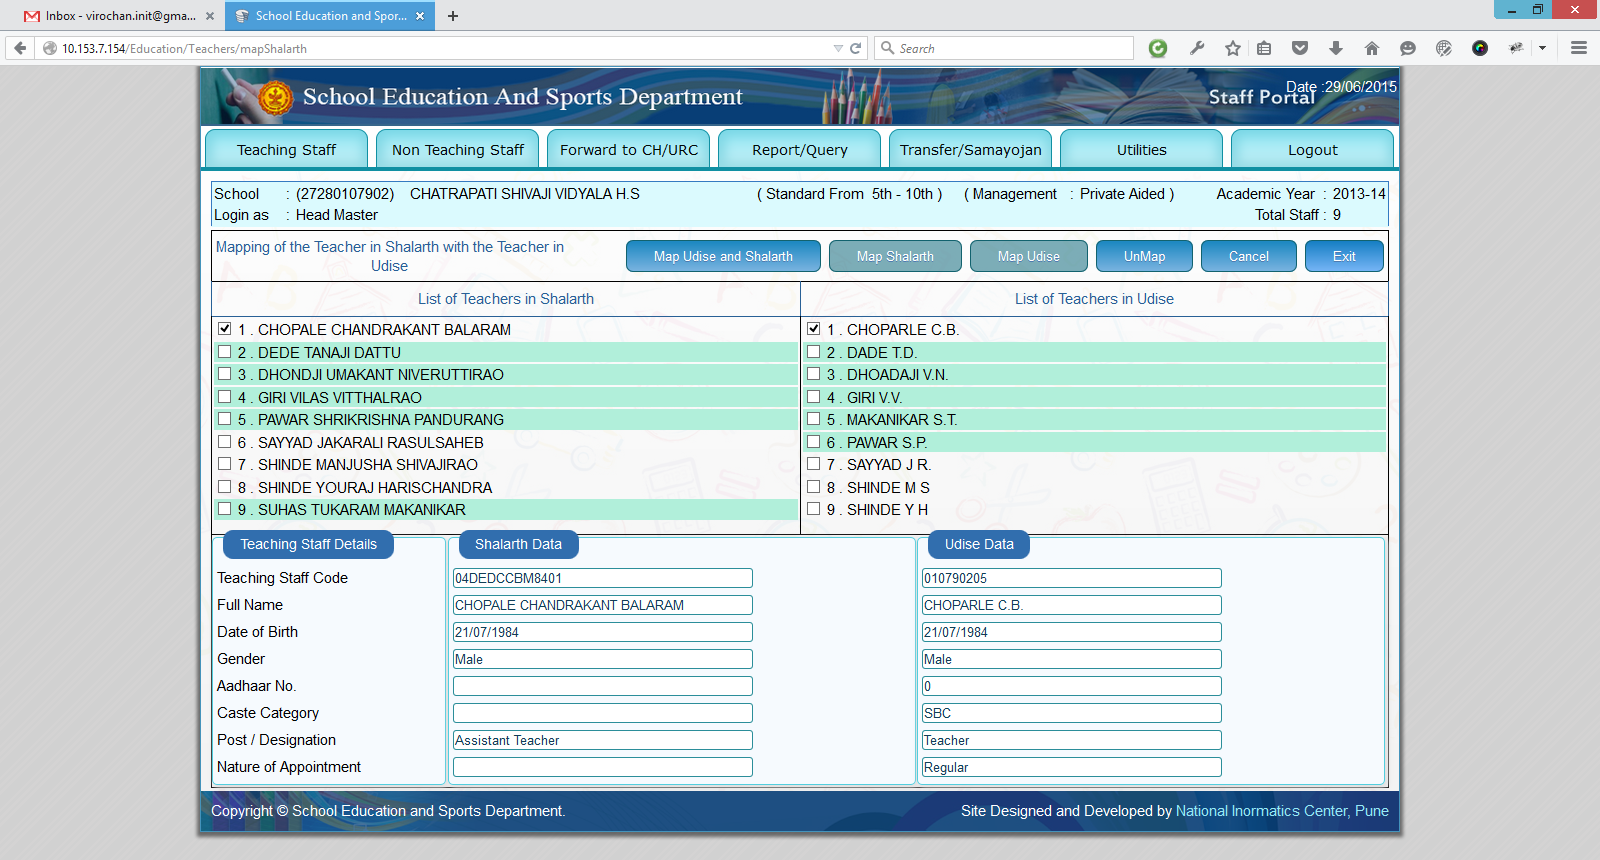 Inbox - virochan.init@gma... × School Education and Spor... × +
10.153.7.154/Education/Teachers/mapShalarth Search
School Education And Sports Department
Date :29/06/2015
Staff Portal
Teaching Staff Non Teaching Staff Forward to CH/URC Report/Query Transfer/Samayojan Utilities Logout
School : (27280107902) CHATRAPATI SHIVAJI VIDYALA H.S ( Standard From 5th - 10th ) ( Management : Private Aided ) Academic Year : 2013-14
Login as : Head Master Total Staff : 9
Mapping of the Teacher in Shalarth with the Teacher in
Udise
Map Udise and Shalarth Map Shalarth Map Udise UnMap Cancel Exit
List of Teachers in Shalarth List of Teachers in Udise
1 . CHOPALE CHANDRAKANT BALARAM 1 . CHOPARLE C.B.
2 . DEDE TANAJI DATTU 2 . DADE T.D.
3 . DHONDJI UMAKANT NIVERUTTIRAO 3 . DHOADAJI V.N.
4 . GIRI VILAS VITTHALRAO 4 . GIRI V.V.
5 . PAWAR SHRIKRISHNA PANDURANG 5 . MAKANIKAR S.T.
6 . SAYYAD JAKARALI RASULSAHEB 6 . PAWAR S.P.
7 . SHINDE MANJUSHA SHIVAJIRAO 7 . SAYYAD J R.
8 . SHINDE YOURAJ HARISCHANDRA 8 . SHINDE M S
9 . SUHAS TUKARAM MAKANIKAR 9 . SHINDE Y H
Teaching Staff Details Shalarth Data Udise Data
Teaching Staff Code 04DEDCCBM8401 010790205
Full Name CHOPALE CHANDRAKANT BALARAM CHOPARLE C.B.
Date of Birth 21/07/1984 21/07/1984
Gender Male Male
Aadhaar No. 0
Caste Category SBC
Post / Designation Assistant Teacher Teacher
Nature of Appointment Regular
Copyright © School Education and Sports Department. Site Designed and Developed by National Inormatics Center, Pune